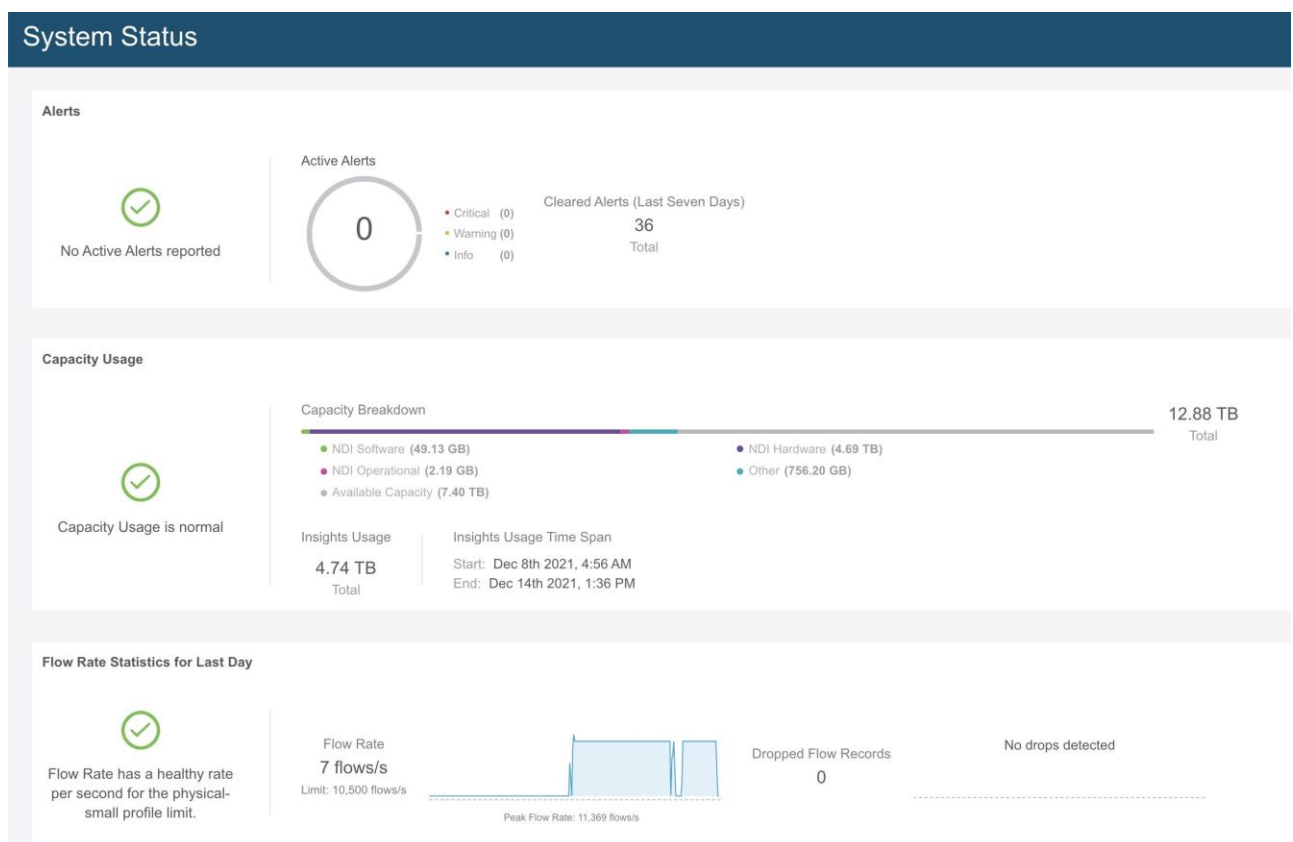 System Status
Alerts
No Active Alerts reported
Active Alerts
0
Critical (0)
Warning (0)
Info (0)
Cleared Alerts (Last Seven Days)
36
Total
Capacity Usage
Capacity Usage is normal
Capacity Breakdown
12.88 TB
Total
NDI Software (49.13 GB)
NDI Hardware (4.69 TB)
NDI Operational (2.19 GB)
Other (756.20 GB)
Available Capacity (7.40 TB)
Insights Usage
4.74 TB
Total
Insights Usage Time Span
Start: Dec 8th 2021, 4:56 AM
End: Dec 14th 2021, 1:36 PM
Flow Rate Statistics for Last Day
Flow Rate has a healthy rate
per second for the physical-
small profile limit.
Flow Rate
7 flows/s
Limit: 10,500 flows/s
Peak Flow Rate: 11,369 flows/s
Dropped Flow Records
0
No drops detected